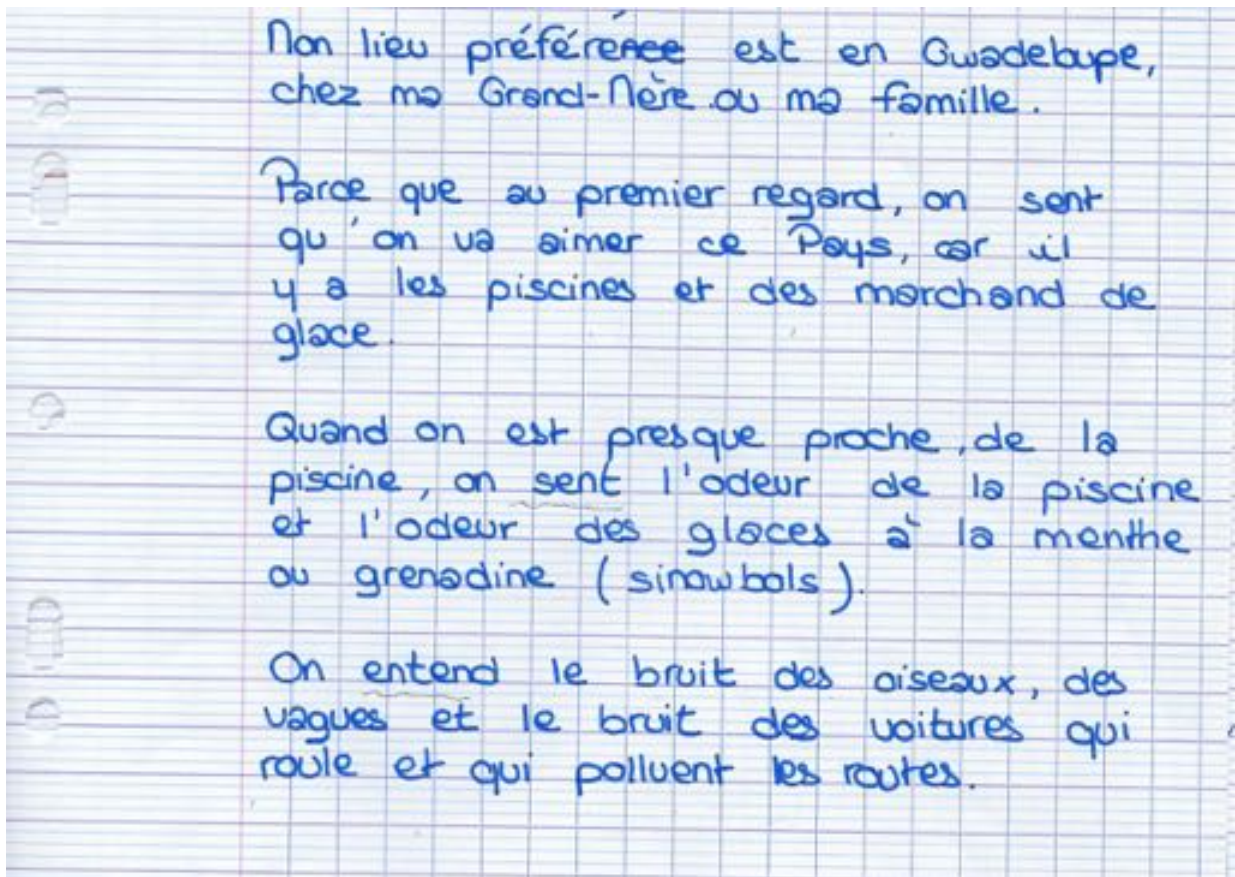 Mon lieu préférence est en Guadeloupe,
chez ma Grand-Mère ou ma famille.
Parce que au premier regard, on sent
qu'on va aimer ce Pays, car il
y a les piscines et des marchand de
glace.
Quand on est presque proche, de la
piscine, on sent l'odeur de la piscine
et l'odeur des glaces à la menthe
ou grenadine (sinowbols).
On entend le bruit des oiseaux, des
vagues et le bruit des voitures qui
roule et qui polluent les routes.